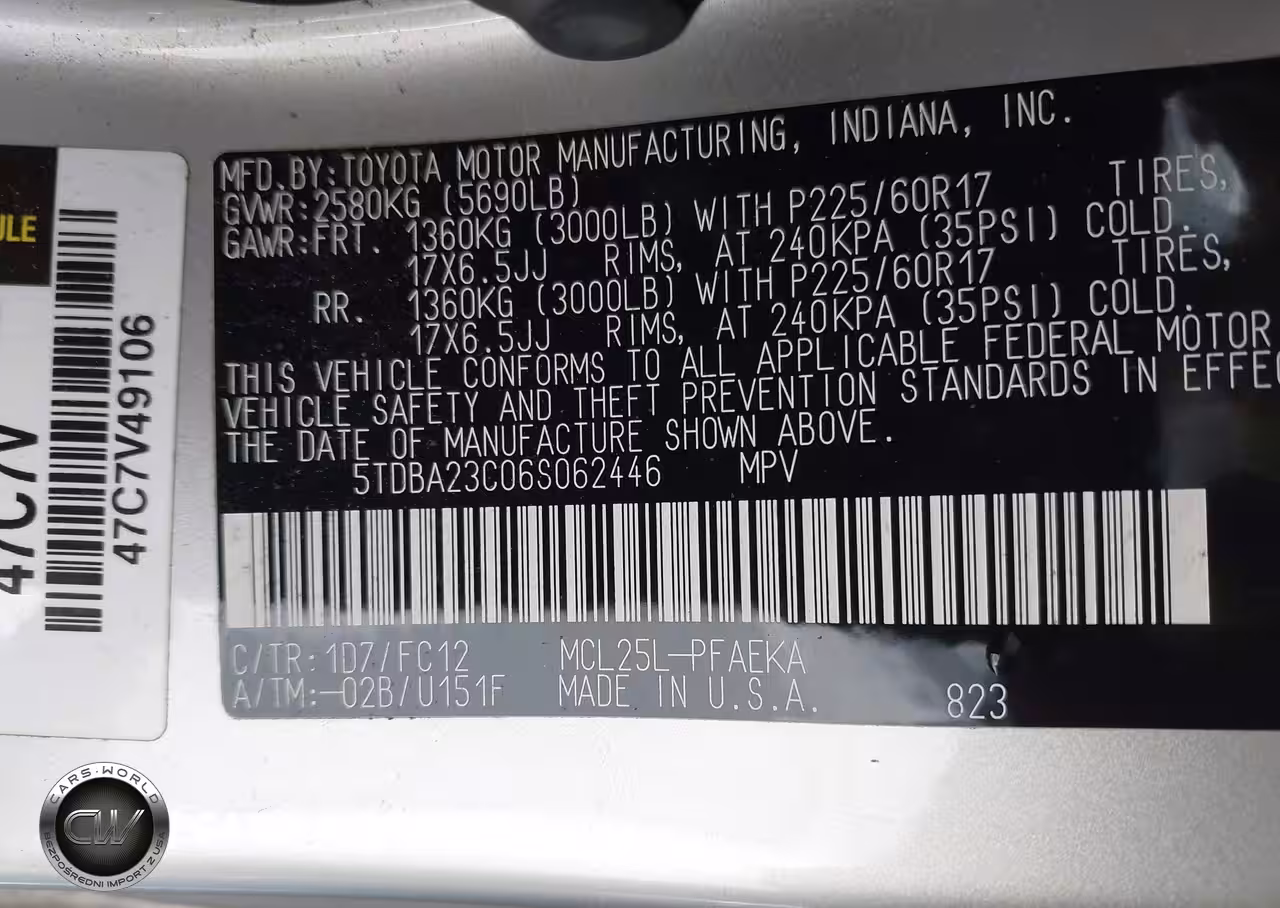 MFD.BY:TOYOTA MOTOR MANUFACTURING, INDIANA, INC.
GVWR:2580KG (5690LB)
GAWR:FRT. 1360KG (3000LB) WITH P225/60R17 TIRES,
17X6.5JJ RIMS, AT 240KPA (35PSI) COLD.
RR. 1360KG (3000LB) WITH P225/60R17 TIRES,
17X6.5JJ RIMS, AT 240KPA (35PSI) COLD.
THIS VEHICLE CONFORMS TO ALL APPLICABLE FEDERAL MOTOR
VEHICLE SAFETY AND THEFT PREVENTION STANDARDS IN EFFE
THE DATE OF MANUFACTURE SHOWN ABOVE.
5TDBA23C06S062446 MPV
C/TR:1D7/FC12 MCL25L-PFAEKA
A/TM:-02B/U151F MADE IN U.S.A. 823
ULE
47C7V
47C7V49106
CARS·WORLD
CW
BEZPOŚREDNI IMPORT Z USA